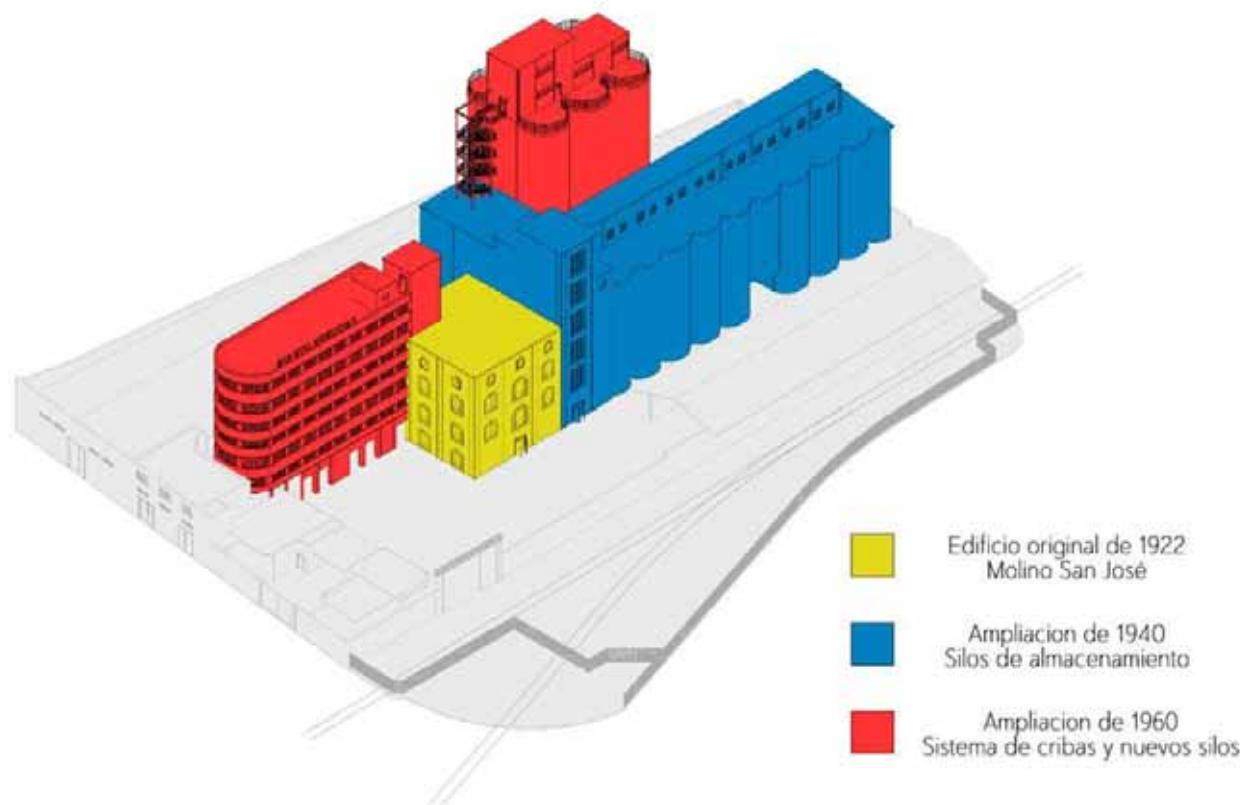 Edificio original de 1922
Molino San José
Ampliacion de 1940
Silos de almacenamiento
Ampliacion de 1960
Sistema de cribas y nuevos silos